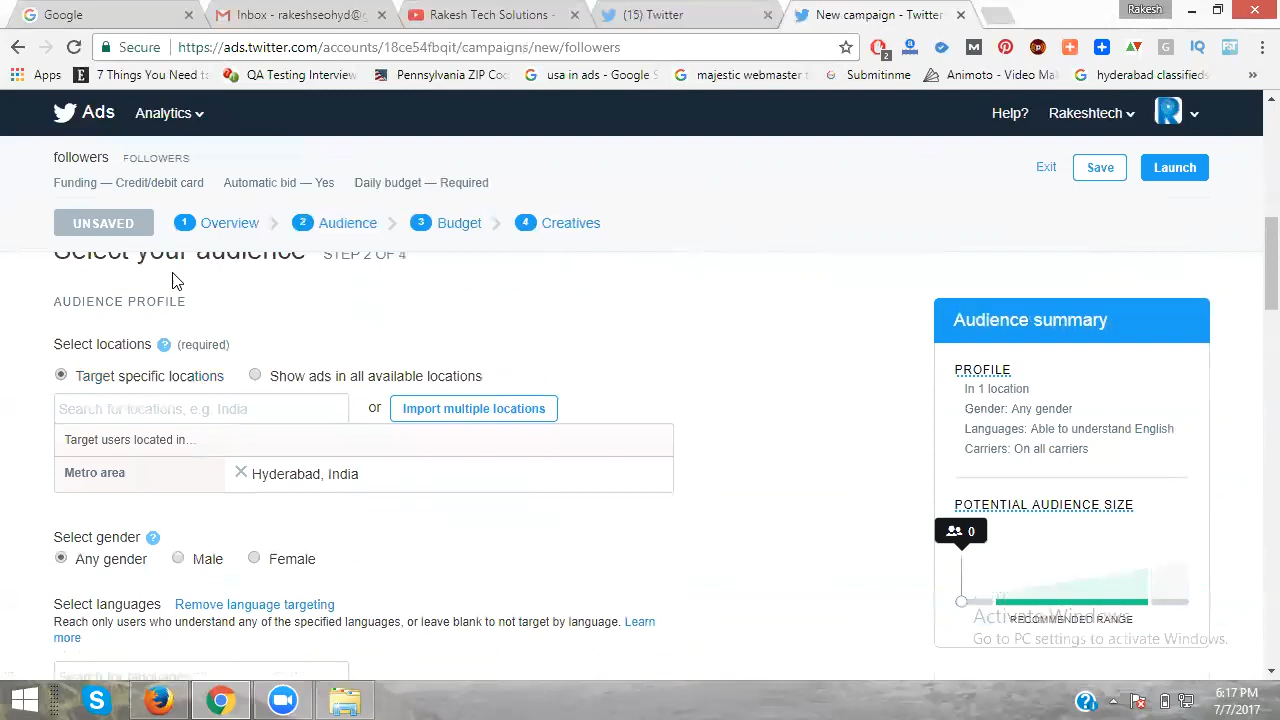 Google
Inbox - rakeshseohyd@g
Rakesh Tech Solutions
(15) Twitter
New campaign - Twitter
Rakesh
Secure
https://ads.twitter.com/accounts/18ce54fbqit/campaigns/new/followers
2
Apps
7 Things You Need t
QA Testing Interview
Pennsylvania ZIP Co
usa in ads - Google S
majestic webmaster
Submitinme
Animoto - Video Ma
hyderabad classifieds
»
Ads
Analytics
Help?
Rakeshtech
followers FOLLOWERS
Exit
Save
Launch
Funding — Credit/debit card
Automatic bid — Yes
Daily budget — Required
UNSAVED
1 Overview
2 Audience
3 Budget
4 Creatives
Select your audience STEP 2 OF 4
AUDIENCE PROFILE
Select locations ? (required)
Target specific locations
Show ads in all available locations
Search for locations, e.g. India
or
Import multiple locations
Target users located in...
Metro area
Hyderabad, India
Select gender ?
Any gender
Male
Female
Select languages Remove language targeting
Reach only users who understand any of the specified languages, or leave blank to not target by language. Learn
more
Search for languages
Audience summary
PROFILE
In 1 location
Gender: Any gender
Languages: Able to understand English
Carriers: On all carriers
POTENTIAL AUDIENCE SIZE
0
RECOMMENDED RANGE
Activate Windows
Go to PC settings to activate Windows.
6:17 PM
7/7/2017